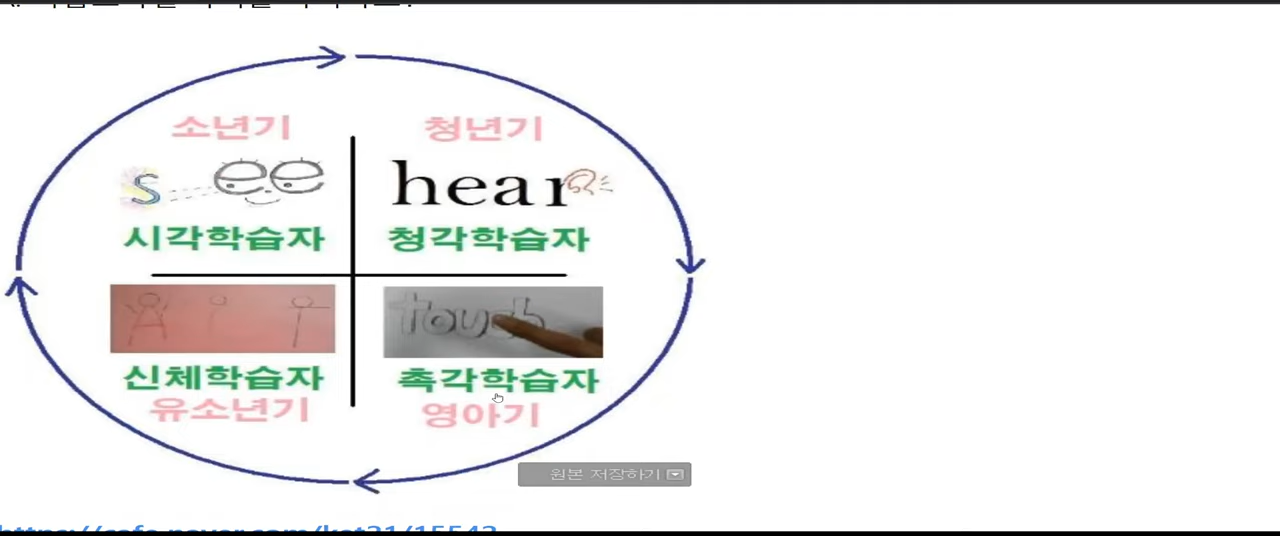 소년기
청년기
see
hear
시각학습자
청각학습자
touch
신체학습자
촉각학습자
유소년기
영아기
원본 저장하기